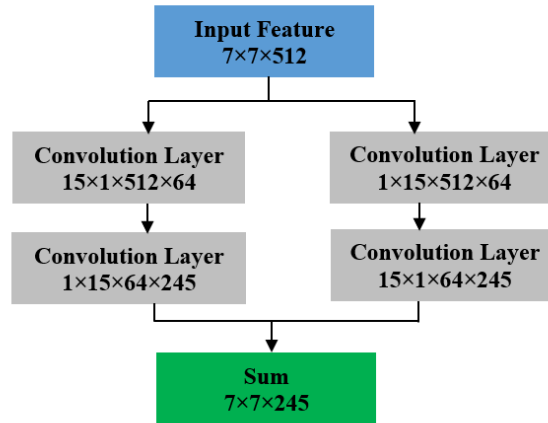 Input Feature
7×7×512
Convolution Layer
15×1×512×64
Convolution Layer
1×15×512×64
Convolution Layer
1×15×64×245
Convolution Layer
15×1×64×245
Sum
7×7×245